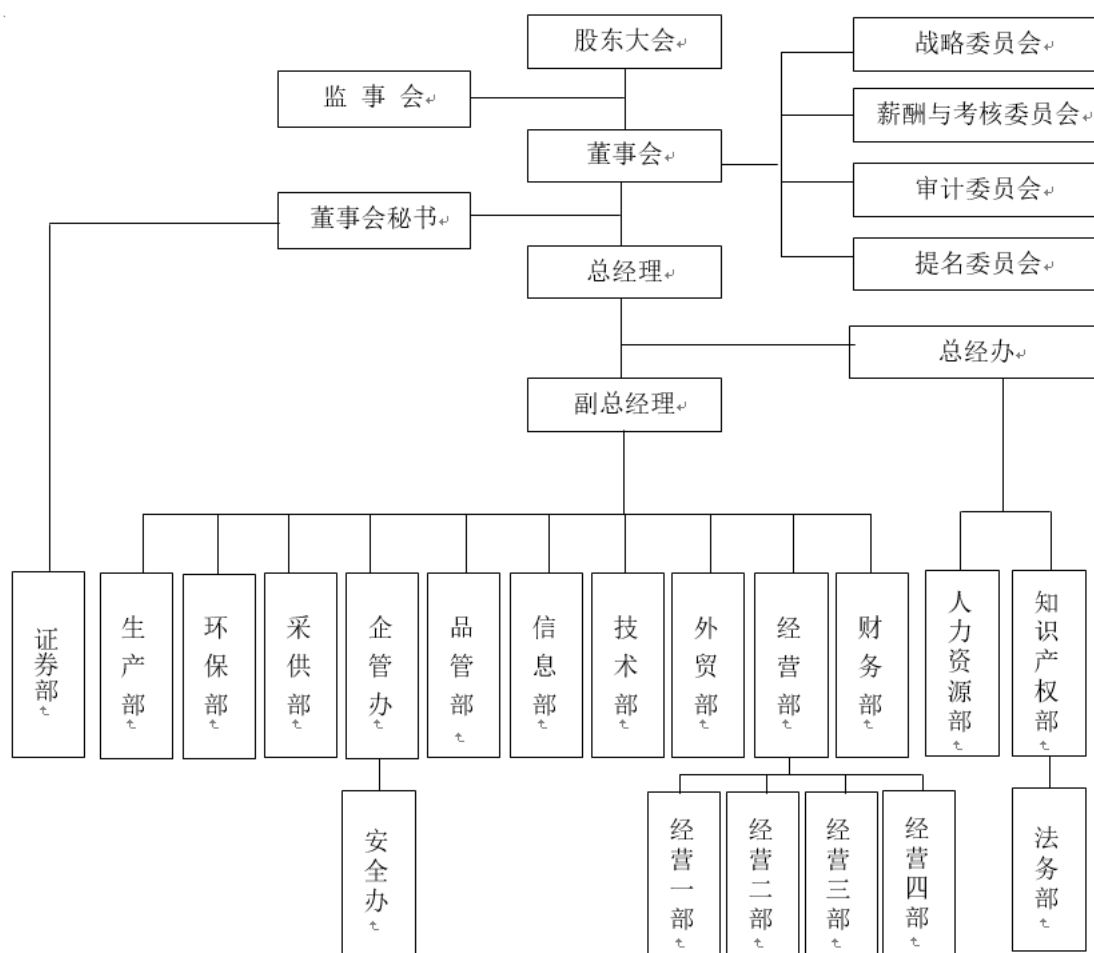 股东大会
战略委员会
监 事 会
薪酬与考核委员会
董事会
审计委员会
董事会秘书
提名委员会
总经理
总经办
副总经理
证券部
生产部
环保部
采供部
企管办
品管部
信息部
技术部
外贸部
经营部
财务部
人力资源部
知识产权部
安全办
经营一部
经营二部
经营三部
经营四部
法务部